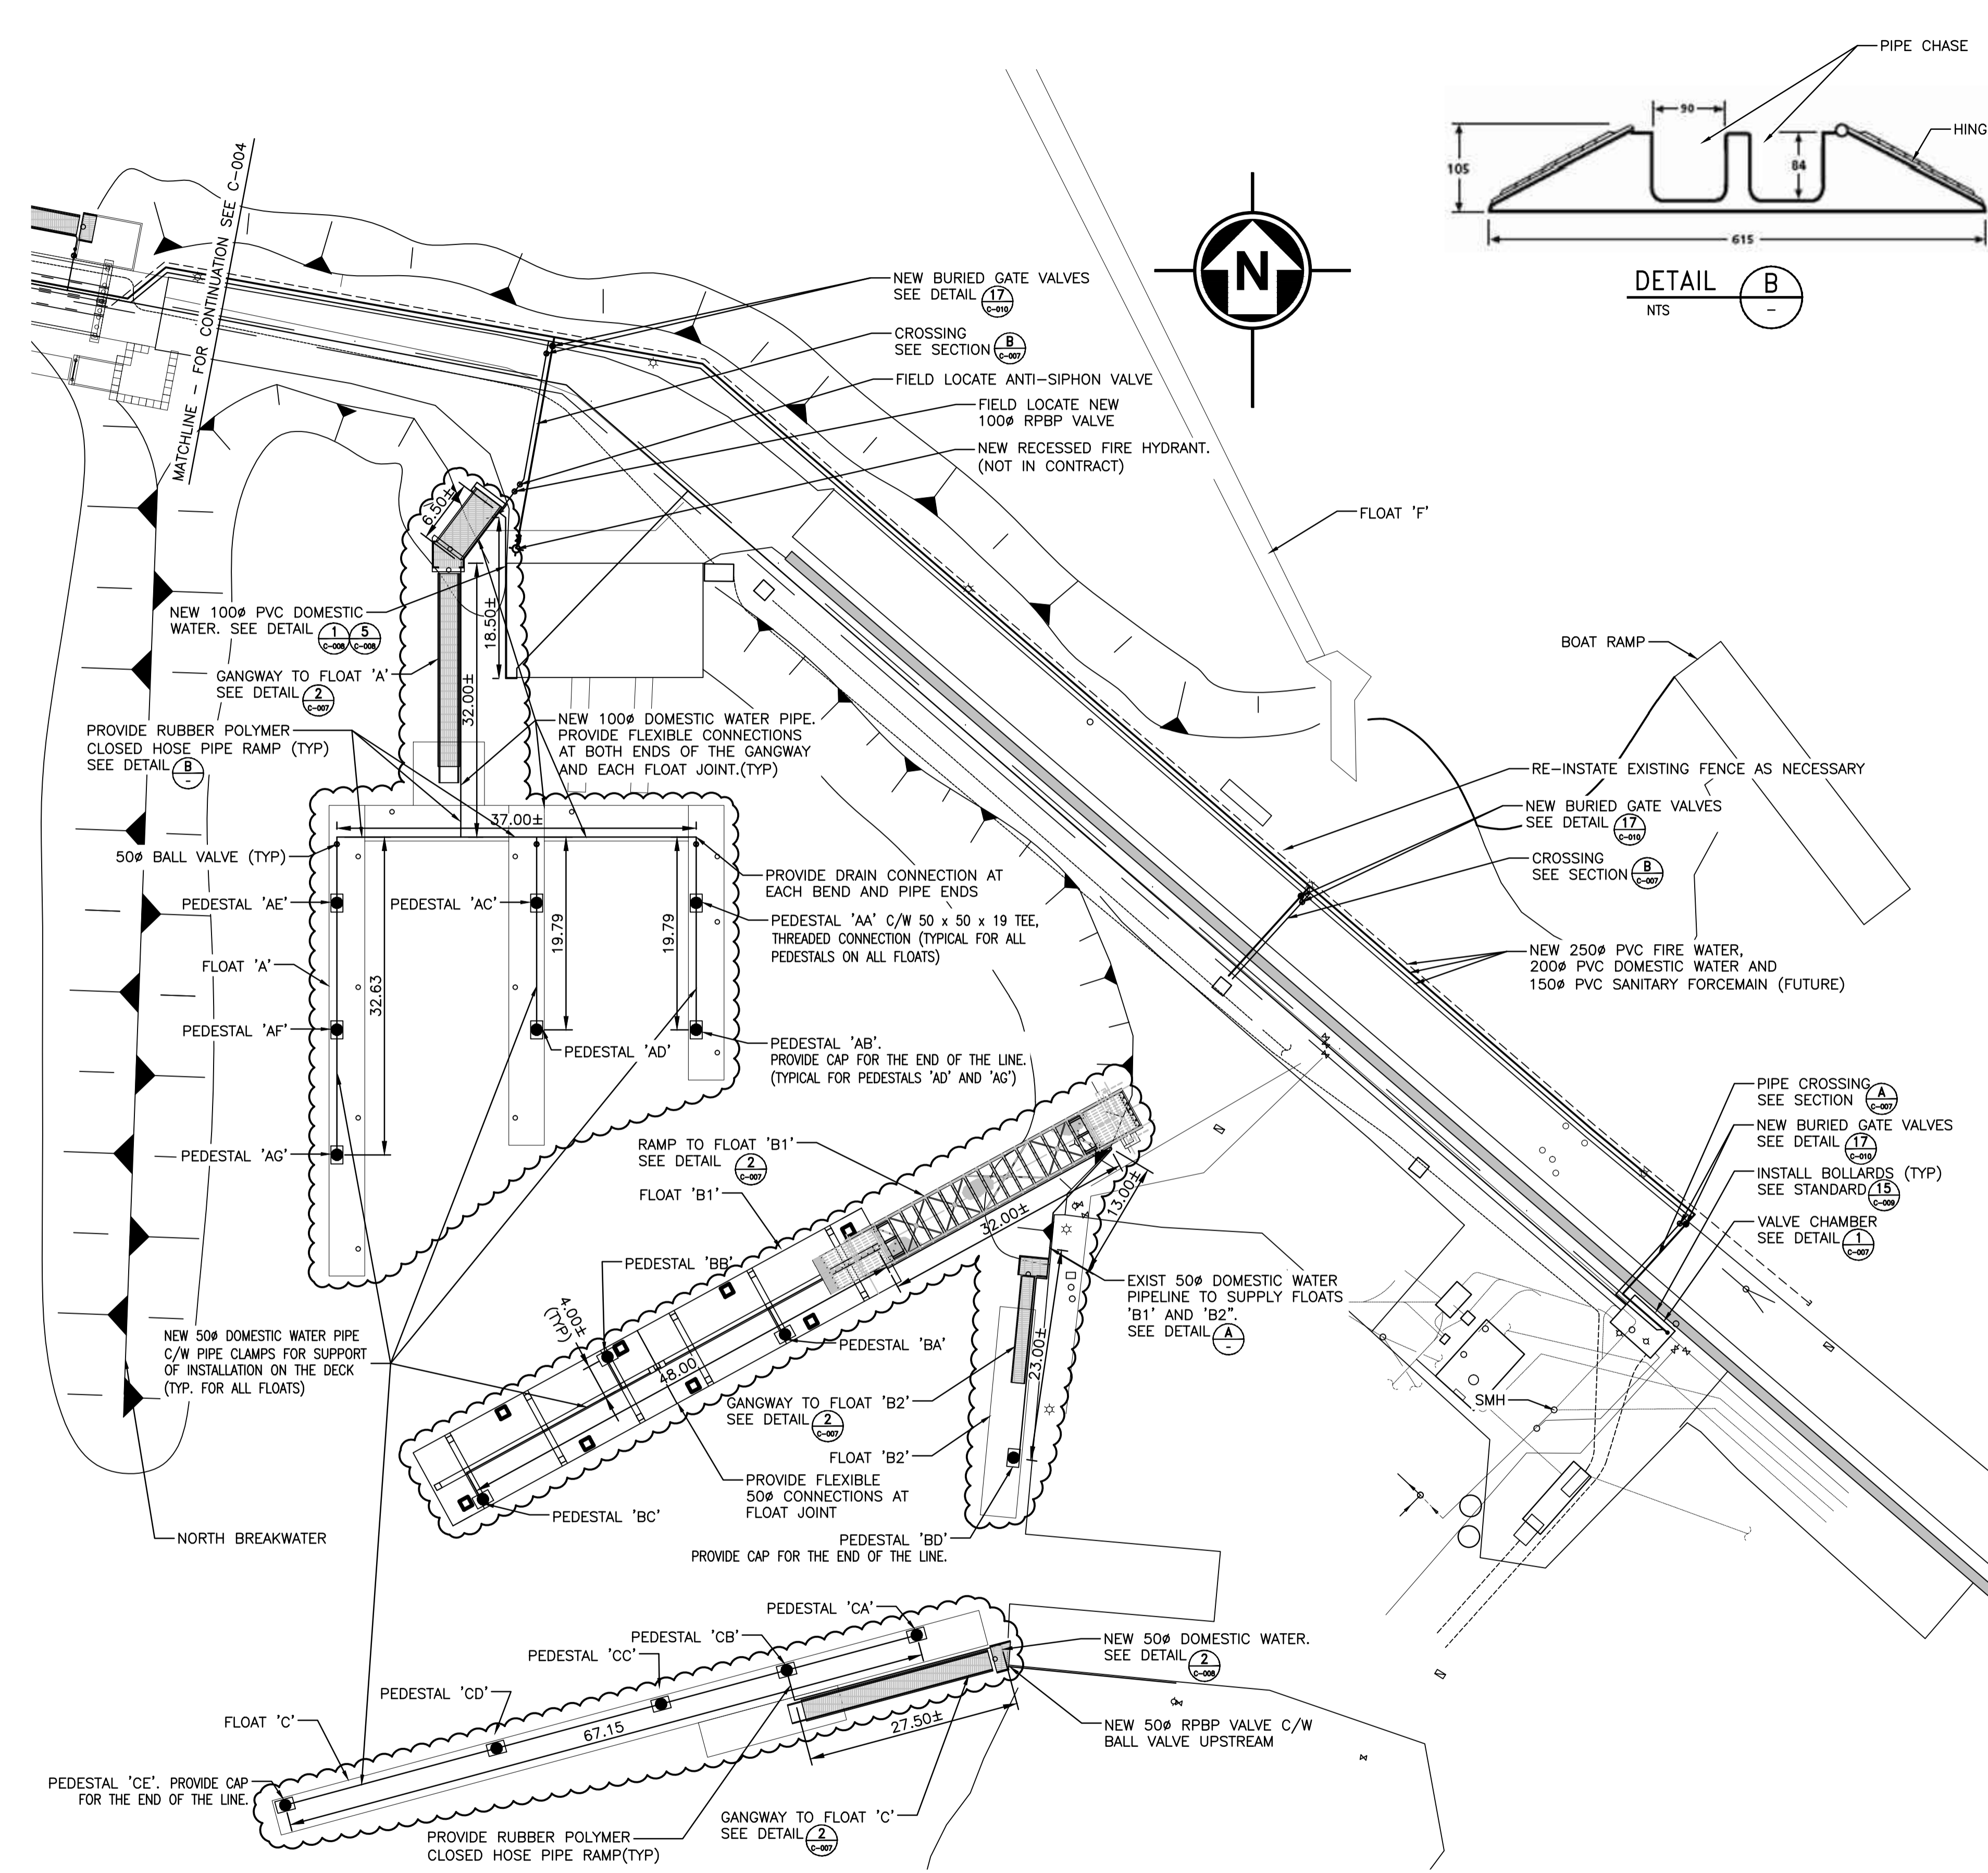 PIPE CHASE
90
HING
105
84
615
DETAIL B
NTS -
MATCHLINE - FOR CONTINUATION SEE C-004
N
NEW BURIED GATE VALVES
SEE DETAIL 17
C-010
CROSSING
SEE SECTION B
C-007
FIELD LOCATE ANTI-SIPHON VALVE
FIELD LOCATE NEW
100ø RPBP VALVE
NEW RECESSED FIRE HYDRANT.
(NOT IN CONTRACT)
FLOAT 'F'
6.50±
18.50±
32.00±
NEW 100ø PVC DOMESTIC
WATER. SEE DETAIL 1 5
C-008 C-008
GANGWAY TO FLOAT 'A'
SEE DETAIL 2
C-007
PROVIDE RUBBER POLYMER
CLOSED HOSE PIPE RAMP (TYP)
SEE DETAIL B
-
NEW 100ø DOMESTIC WATER PIPE.
PROVIDE FLEXIBLE CONNECTIONS
AT BOTH ENDS OF THE GANGWAY
AND EACH FLOAT JOINT.(TYP)
BOAT RAMP
RE-INSTATE EXISTING FENCE AS NECESSARY
NEW BURIED GATE VALVES
SEE DETAIL 17
C-010
CROSSING
SEE SECTION B
C-007
NEW 250ø PVC FIRE WATER,
200ø PVC DOMESTIC WATER AND
150ø PVC SANITARY FORCEMAIN (FUTURE)
37.00±
50ø BALL VALVE (TYP)
PEDESTAL 'AE'
PEDESTAL 'AC'
FLOAT 'A'
32.63
19.79
19.79
PEDESTAL 'AF'
PEDESTAL 'AD'
PEDESTAL 'AG'
PROVIDE DRAIN CONNECTION AT
EACH BEND AND PIPE ENDS
PEDESTAL 'AA' C/W 50 x 50 x 19 TEE,
THREADED CONNECTION (TYPICAL FOR ALL
PEDESTALS ON ALL FLOATS)
PEDESTAL 'AB'.
PROVIDE CAP FOR THE END OF THE LINE.
(TYPICAL FOR PEDESTALS 'AD' AND 'AG')
PIPE CROSSING
SEE SECTION A
C-007
NEW BURIED GATE VALVES
SEE DETAIL 17
C-010
INSTALL BOLLARDS (TYP)
SEE STANDARD 15
C-009
VALVE CHAMBER
SEE DETAIL 1
C-007
RAMP TO FLOAT 'B1'
SEE DETAIL 2
C-007
FLOAT 'B1'
32.00±
13.00±
PEDESTAL 'BB'
4.00±
(TYP)
48.00
PEDESTAL 'BA'
23.00±
EXIST 50ø DOMESTIC WATER
PIPELINE TO SUPPLY FLOATS
'B1' AND 'B2".
SEE DETAIL A
-
NEW 50ø DOMESTIC WATER PIPE
C/W PIPE CLAMPS FOR SUPPORT
OF INSTALLATION ON THE DECK
(TYP. FOR ALL FLOATS)
GANGWAY TO FLOAT 'B2'
SEE DETAIL 2
C-007
FLOAT 'B2'
SMH
PROVIDE FLEXIBLE
50ø CONNECTIONS AT
FLOAT JOINT
PEDESTAL 'BC'
NORTH BREAKWATER
PEDESTAL 'BD'
PROVIDE CAP FOR THE END OF THE LINE.
PEDESTAL 'CA'
PEDESTAL 'CB'
PEDESTAL 'CC'
PEDESTAL 'CD'
FLOAT 'C'
67.15
27.50±
NEW 50ø DOMESTIC WATER.
SEE DETAIL 2
C-008
NEW 50ø RPBP VALVE C/W
BALL VALVE UPSTREAM
PEDESTAL 'CE'. PROVIDE CAP
FOR THE END OF THE LINE.
PROVIDE RUBBER POLYMER
CLOSED HOSE PIPE RAMP(TYP)
GANGWAY TO FLOAT 'C'
SEE DETAIL 2
C-007